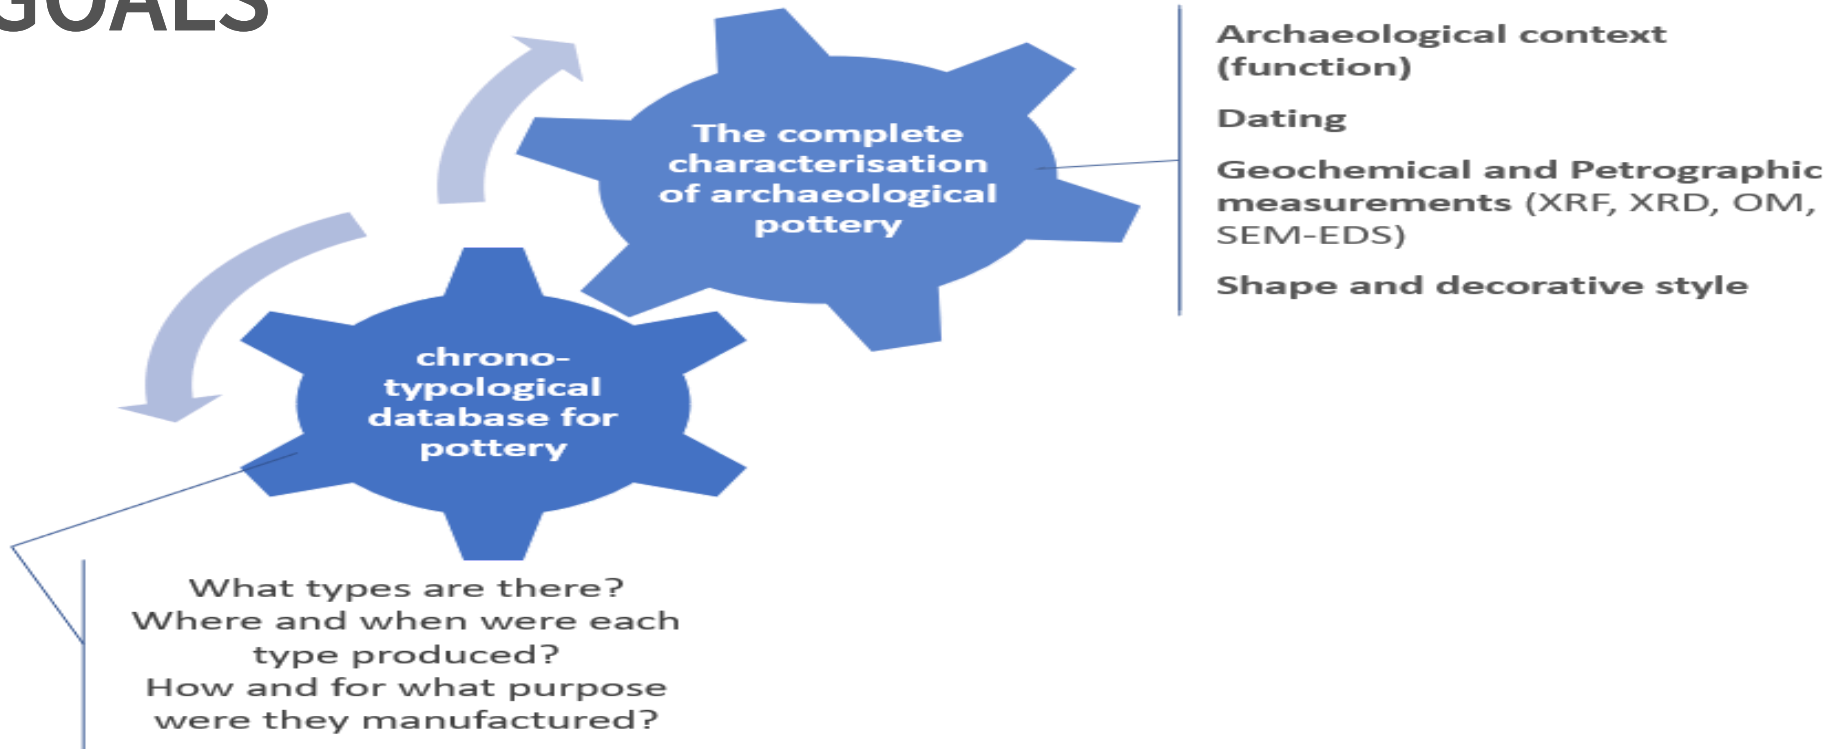 GOALS
The complete
characterisation
of archaeological
pottery
Archaeological context
(function)
Dating
Geochemical and Petrographic
measurements (XRF, XRD, OM,
SEM-EDS)
Shape and decorative style
chrono-
typological
database for
pottery
What types are there?
Where and when were each
type produced?
How and for what purpose
were they manufactured?